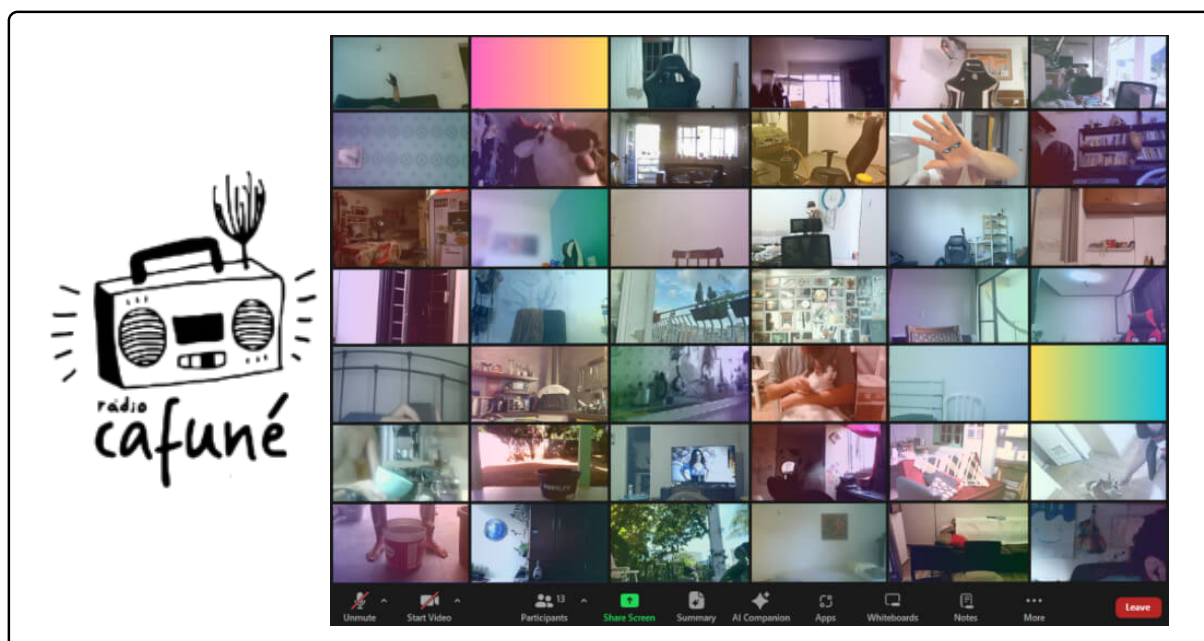 rádio
cafuné
Unmute
Start Video
13
Participants
Share Screen
Summary
AI Companion
Apps
Whiteboards
Notes
More
Leave